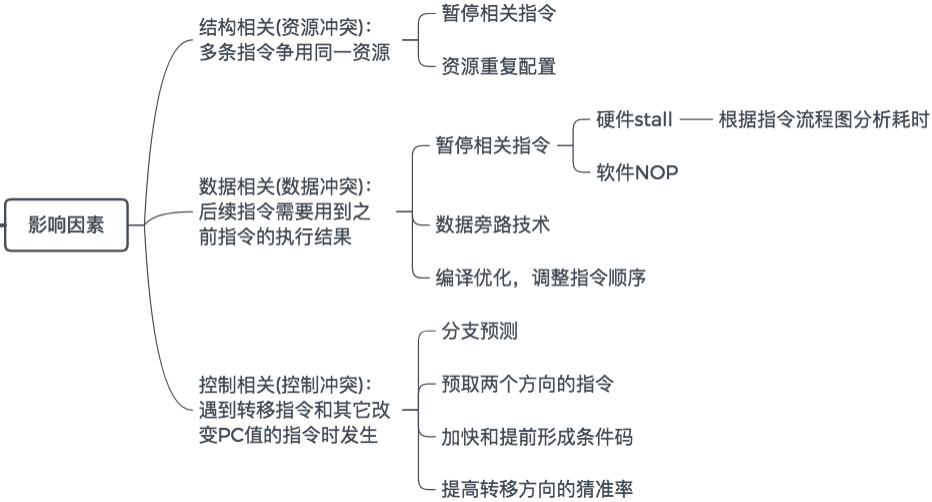 影响因素
结构相关(资源冲突)：
多条指令争用同一资源
暂停相关指令
资源重复配置
数据相关(数据冲突)：
后续指令需要用到之
前指令的执行结果
暂停相关指令
硬件stall
根据指令流程图分析耗时
软件NOP
数据旁路技术
编译优化，调整指令顺序
控制相关(控制冲突)：
遇到转移指令和其它改
变PC值的指令时发生
分支预测
预取两个方向的指令
加快和提前形成条件码
提高转移方向的猜准率